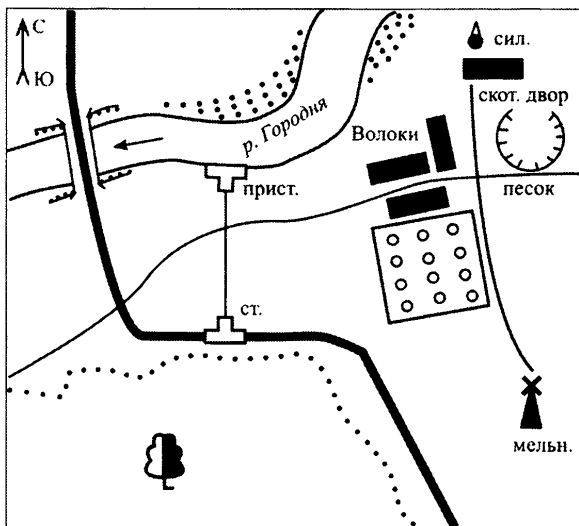 С
Ю
сил.
скот. двор
р. Городня
Волоки
прист.
песок
ст.
мельн.